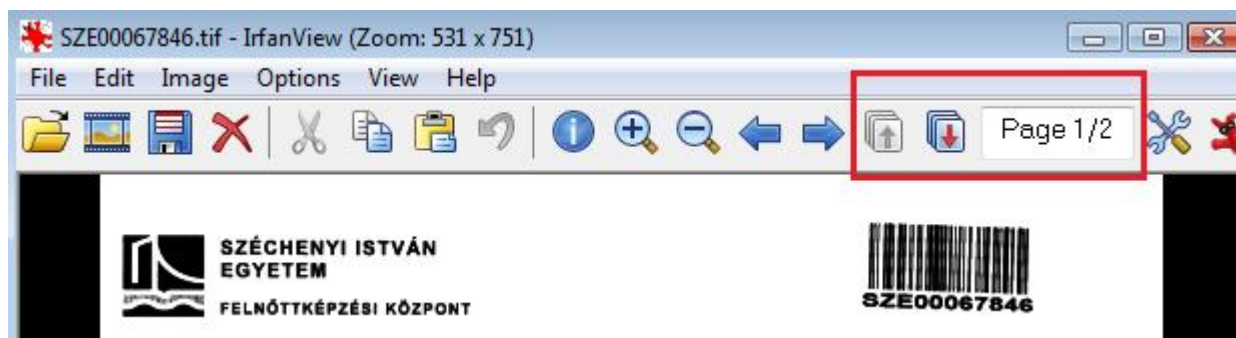 SZE00067846.tif - IrfanView (Zoom: 531 x 751)
File Edit Image Options View Help
Page 1/2
SZÉCHENYI ISTVÁN
EGYETEM
FELNŐTTKÉPZÉSI KÖZPONT
SZE00067846